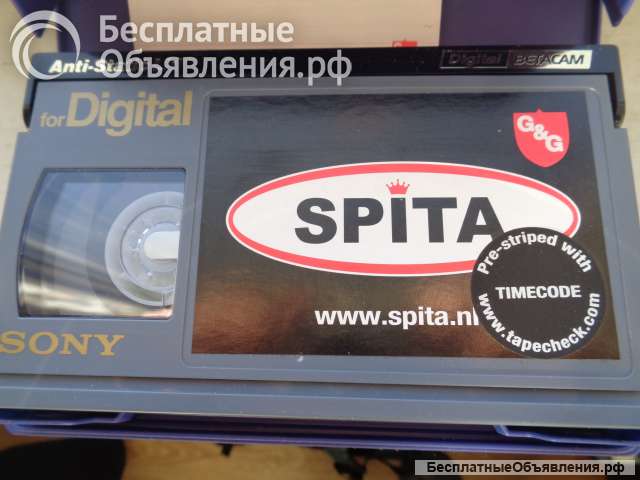 Бесплатные
Объявления.рф
Digital BETACAM
for Digital
G&G
SPITA
Pre-striped with
TIMECODE
www.tapecheck.com
www.spita.nl
SONY
БесплатныеОбъявления.рф